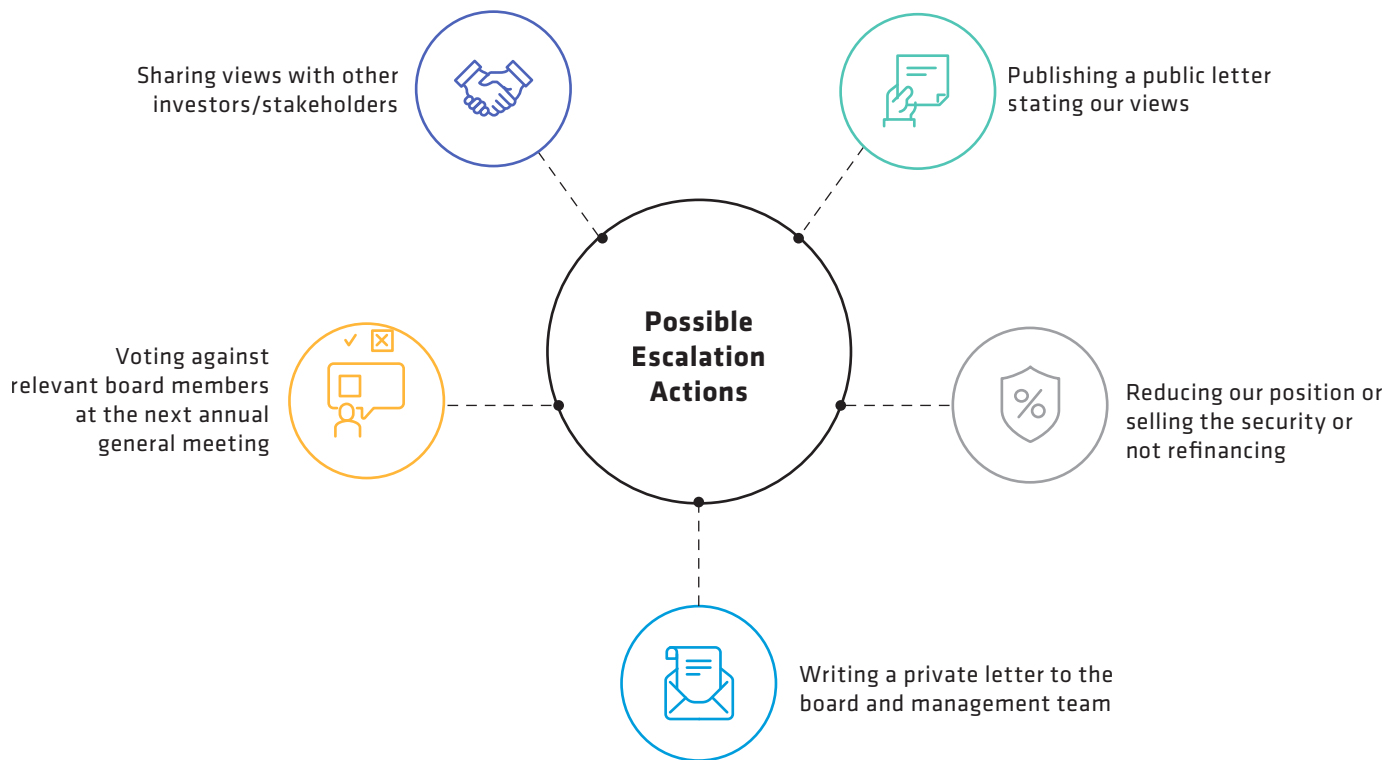 Sharing views with other
investors/stakeholders
Publishing a public letter
stating our views
Possible
Escalation
Actions
Voting against
relevant board members
at the next annual
general meeting
Reducing our position or
selling the security or
not refinancing
Writing a private letter to the
board and management team